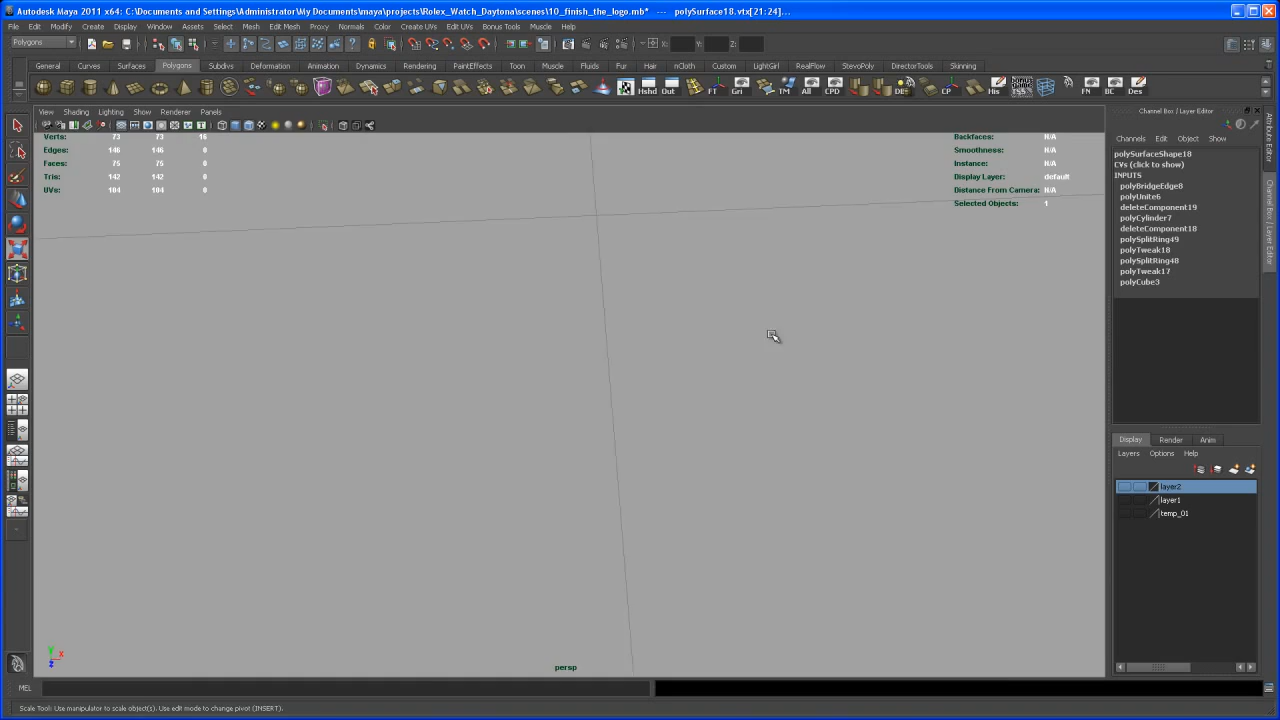 Autodesk Maya 2011 x64: C:\Documents and Settings\Administrator\My Documents\maya\projects\Rolex_Watch_Daytona\scenes\10_finish_the_logo.mb* --- polySurface18.vtx[21:24]...
File Modify Create Display Window Assets Select Mesh Edit Mesh Proxy Normals Color Create UVs Edit UVs Bonus Tools Muscle Help
Polygons X: Y: Z:
General Curves Surfaces Polygons Subdivs Deformation Animation Dynamics Rendering PaintEffects Toon Muscle Fluids Fur Hair nCloth Custom LightGirl RealFlow StevoPoly DirectorTools Skinning
Hshd Out FT Gri TM All CPV DE CP His FN DC Des
View Shading Lighting Show Renderer Panels
Channel Box / Layer Editor
Verts: 73 73 16
Edges: 146 146 0
Faces: 75 75 0
Tris: 142 142 0
UVs: 104 104 0
Backfaces: N/A
Smoothness: N/A
Instance: N/A
Display Layer: default
Distance From Camera: N/A
Selected Objects: 1
persp
Channels Edit Object Show
polySurfaceShape18
CVs (click to show)
INPUTS
polyBridgeEdge8
polyUnite6
deleteComponent19
polyCylinder7
deleteComponent18
polySplitRing49
polyTweak18
polySplitRing48
polyTweak17
polyCube3
Display Render Anim
Layers Options Help
layer2
layer1
temp_01
Attribute Editor
Channel Box / Layer Editor
y x z
MEL
Scale Tool: Use manipulator to scale object(s). Use edit mode to change pivot (INSERT).